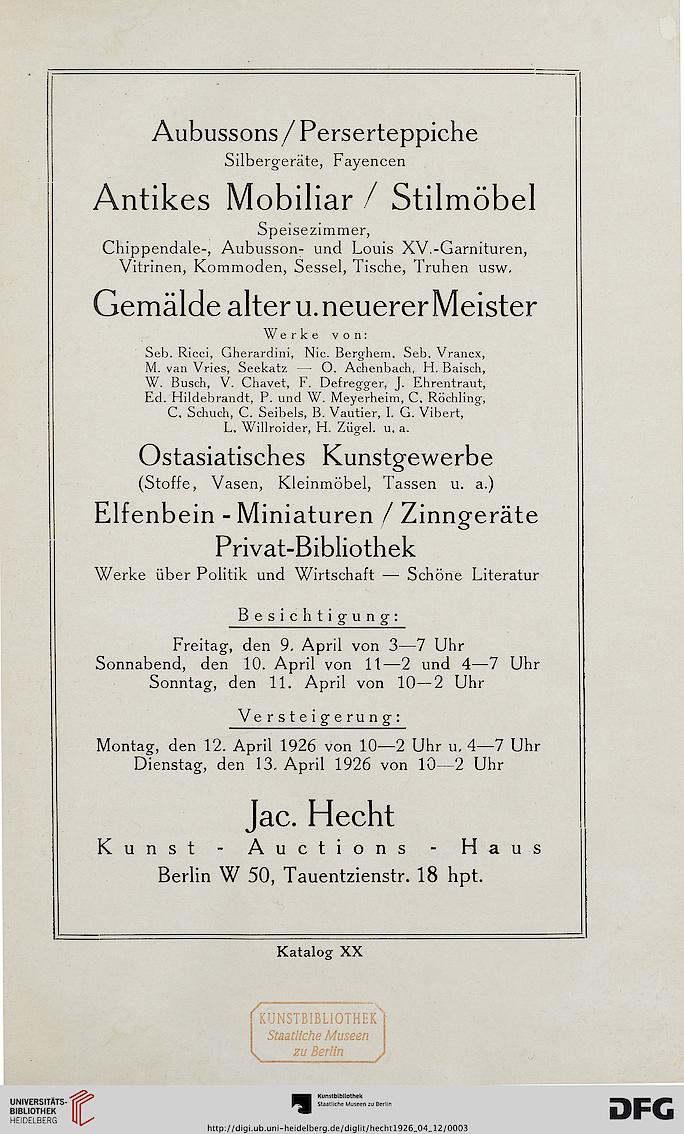 Aubussons / Perserteppiche
Silbergeräte, Fayencen
Antikes Mobiliar / Stilmöbel
Speisezimmer,
Chippendale-, Aubusson- und Louis XV.-Garnituren,
Vitrinen, Kommoden, Sessel, Tische, Truhen usw.
Gemälde alter u. neuerer Meister
Werke von:
Seb. Ricci, Gherardini, Nic. Berghem, Seb. Vrancx,
M. van Vries, Seekatz — O. Achenbach, H. Baisch,
W. Busch, V. Chavet, F. Defregger, J. Ehrentraut,
Ed. Hildebrandt, P. und W. Meyerheim, C. Röchling,
C. Schuch, C. Seibels, B. Vautier, I. G. Vibert,
L. Willroider, H. Zügel. u. a.
Ostasiatisches Kunstgewerbe
(Stoffe, Vasen, Kleinmöbel, Tassen u. a.)
Elfenbein - Miniaturen / Zinngeräte
Privat-Bibliothek
Werke über Politik und Wirtschaft — Schöne Literatur
Besichtigung:
Freitag, den 9. April von 3—7 Uhr
Sonnabend, den 10. April von 11—2 und 4—7 Uhr
Sonntag, den 11. April von 10—2 Uhr
Versteigerung:
Montag, den 12. April 1926 von 10—2 Uhr u. 4—7 Uhr
Dienstag, den 13. April 1926 von 10—2 Uhr
Jac. Hecht
Kunst - Auctions - Haus
Berlin W 50, Tauentzienstr. 18 hpt.
Katalog XX
KUNSTBIBLIOTHEK
Staatliche Museen
zu Berlin
UNIVERSITÄTS-
BIBLIOTHEK
HEIDELBERG
Kunstbibliothek
Staatliche Museen zu Berlin
DFG
http://digi.ub.uni-heidelberg.de/diglit/hecht1926_04_12/0003